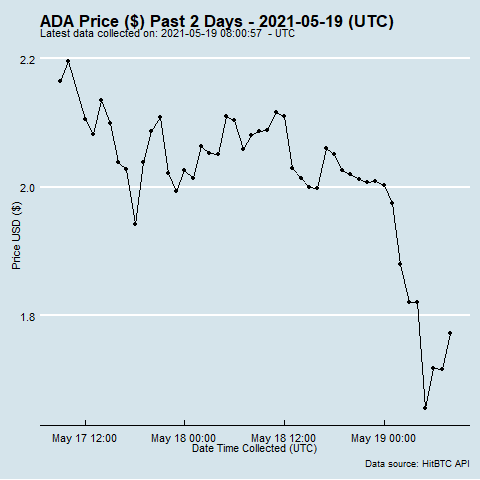 ADA Price ($) Past 2 Days - 2021-05-19 (UTC)
Latest data collected on: 2021-05-19 08:00:57 - UTC
2.2
2.0
1.8
Price USD ($)
May 17 12:00
May 18 00:00
May 18 12:00
May 19 00:00
Date Time Collected (UTC)
Data source: HitBTC API